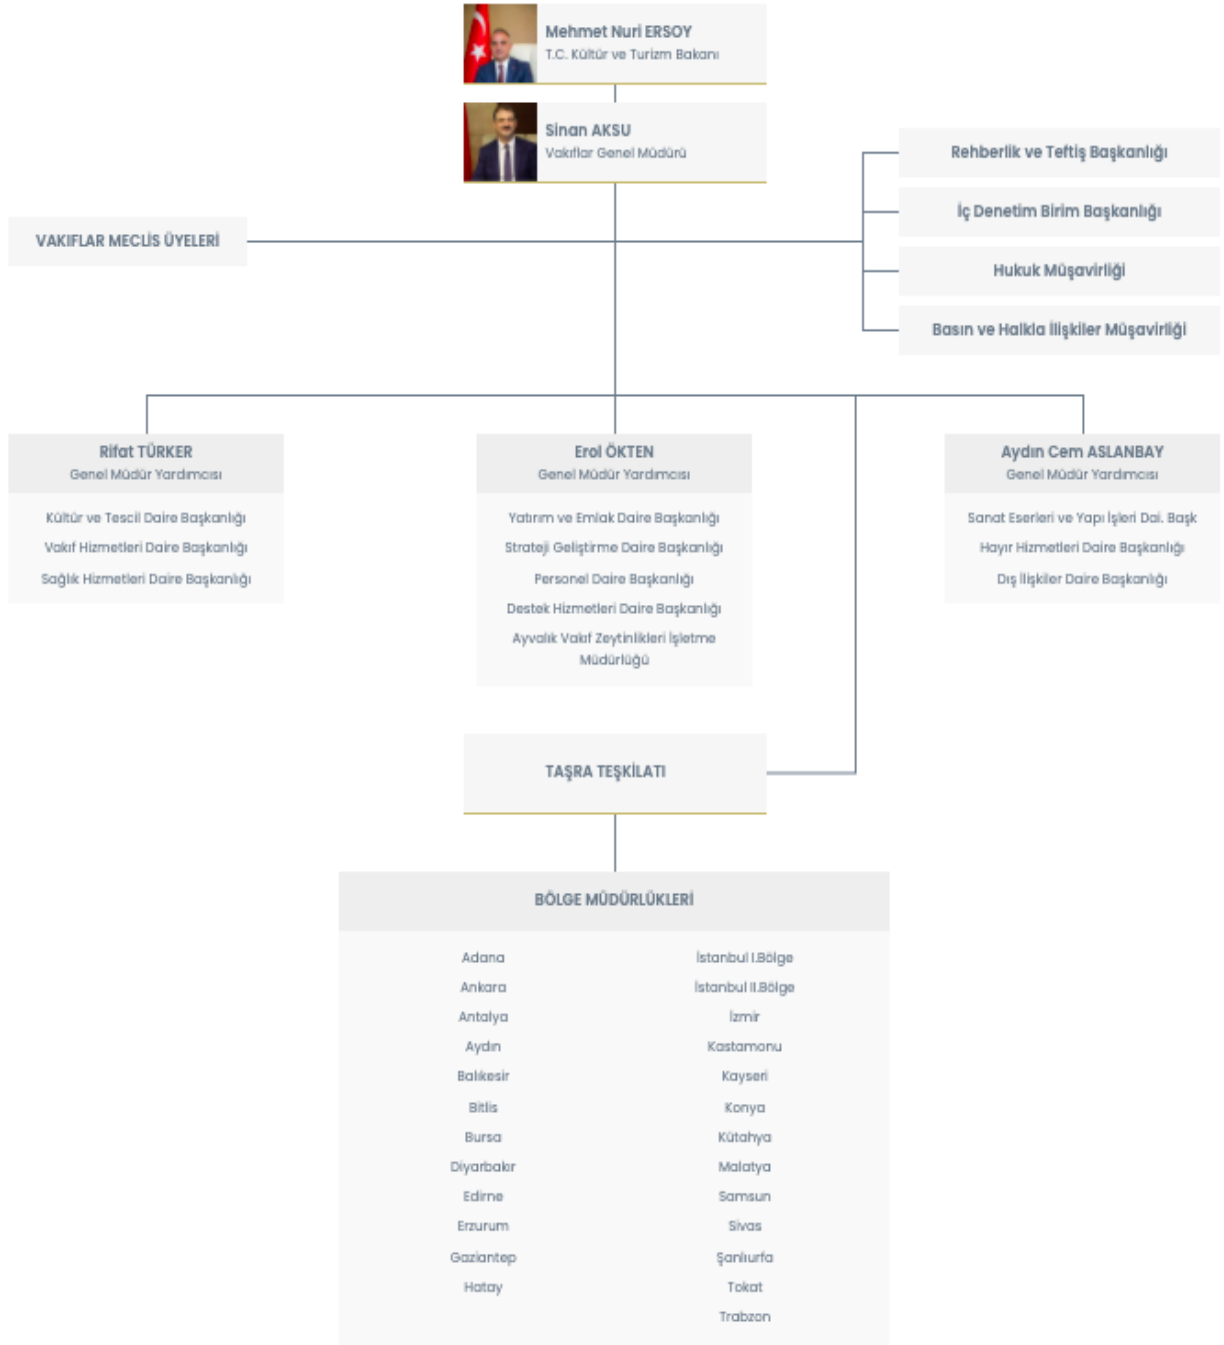 Mehmet Nuri ERSOY
T.C. Kültür ve Turizm Bakanı
Sinan AKSU
Vakıflar Genel Müdürü
Rehberlik ve Teftiş Başkanlığı
İç Denetim Birim Başkanlığı
VAKIFLAR MECLİS ÜYELERİ
Hukuk Müşavirliği
Basın ve Halkla İlişkiler Müşavirliği
Rifat TÜRKER
Genel Müdür Yardımcısı
Kültür ve Tescil Daire Başkanlığı
Vakıf Hizmetleri Daire Başkanlığı
Sağlık Hizmetleri Daire Başkanlığı
Erol ÖKTEN
Genel Müdür Yardımcısı
Yatırım ve Emlak Daire Başkanlığı
Strateji Geliştirme Daire Başkanlığı
Personel Daire Başkanlığı
Destek Hizmetleri Daire Başkanlığı
Ayvalık Vakıf Zeytinlikleri İşletme
Müdürlüğü
Aydın Cem ASLANBAY
Genel Müdür Yardımcısı
Sanat Eserleri ve Yapı İşleri Dai. Başk
Hayır Hizmetleri Daire Başkanlığı
Dış İlişkiler Daire Başkanlığı
TAŞRA TEŞKİLATI
BÖLGE MÜDÜRLÜKLERİ
Adana
Ankara
Antalya
Aydın
Balıkesir
Bitlis
Bursa
Diyarbakır
Edirne
Erzurum
Gaziantep
Hatay
İstanbul I.Bölge
İstanbul II.Bölge
İzmir
Kastamonu
Kayseri
Konya
Kütahya
Malatya
Samsun
Sivas
Şanlıurfa
Tokat
Trabzon